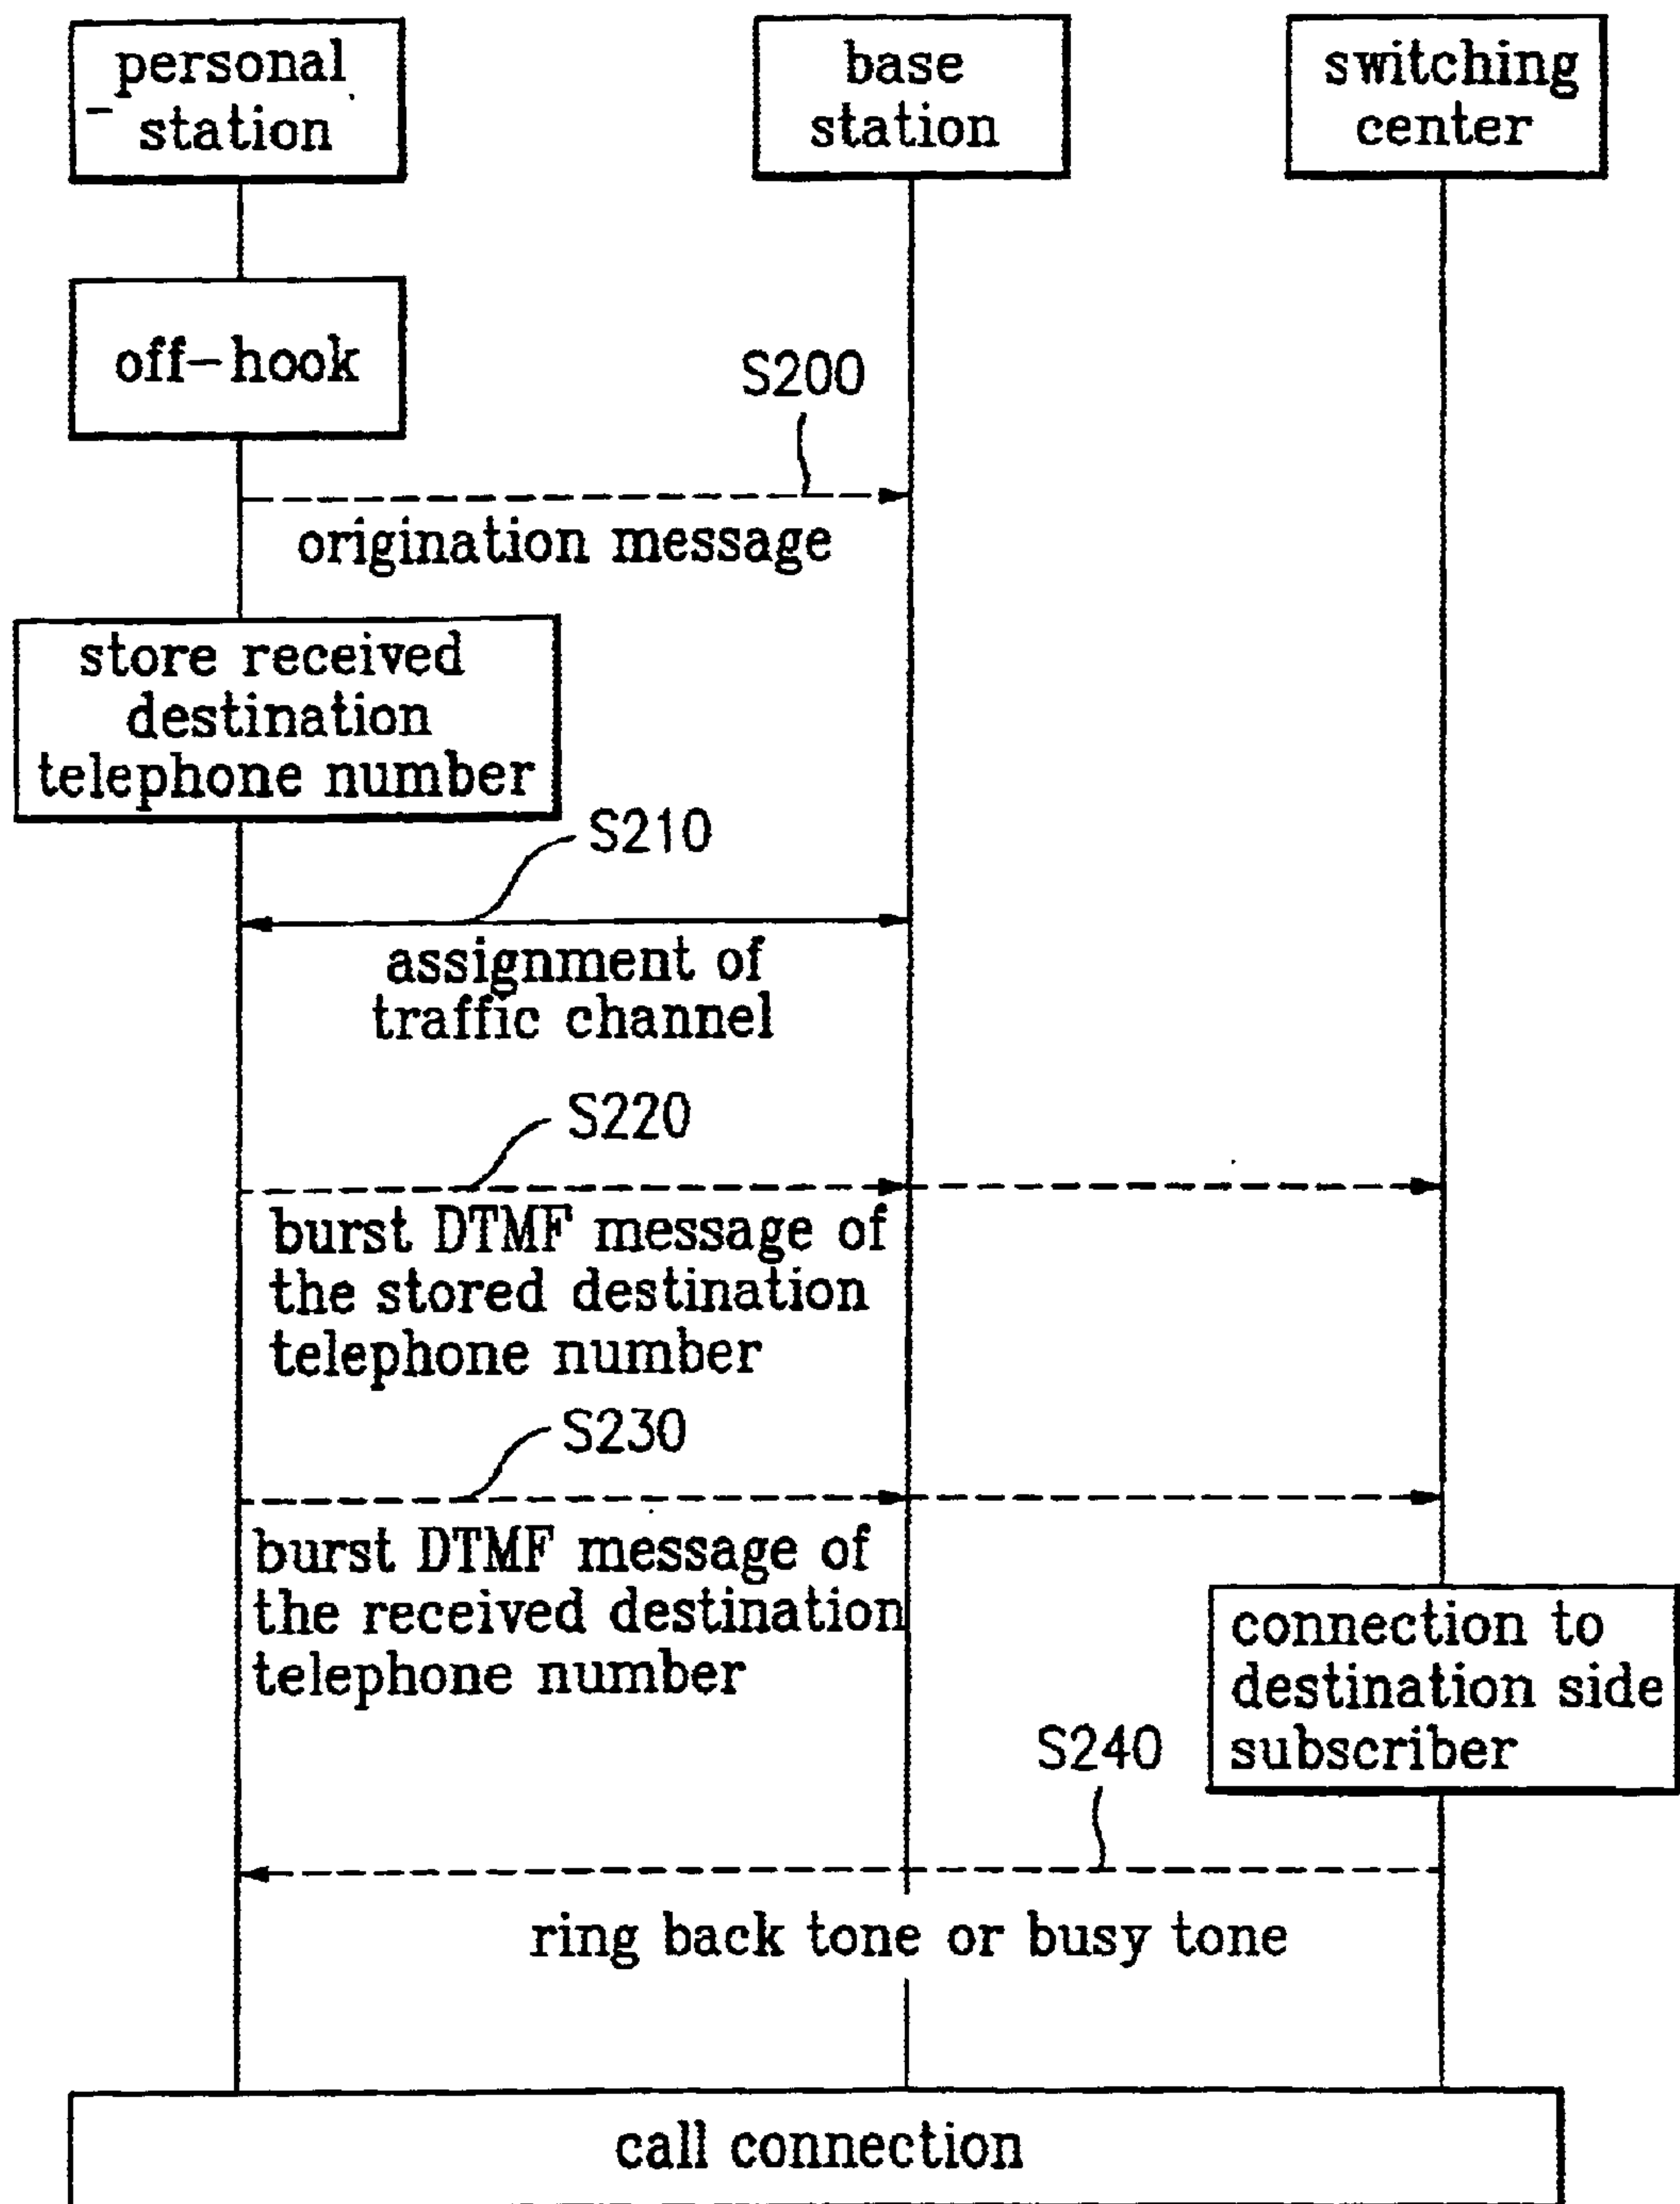 personal
station
base
station
switching
center
off-hook
S200
origination message
store received
destination
telephone number
S210
assignment of
traffic channel
S220
burst DTMF message of
the stored destination
telephone number
S230
burst DTMF message of
the received destination
telephone number
connection to
destination side
subscriber
S240
ring back tone or busy tone
call connection